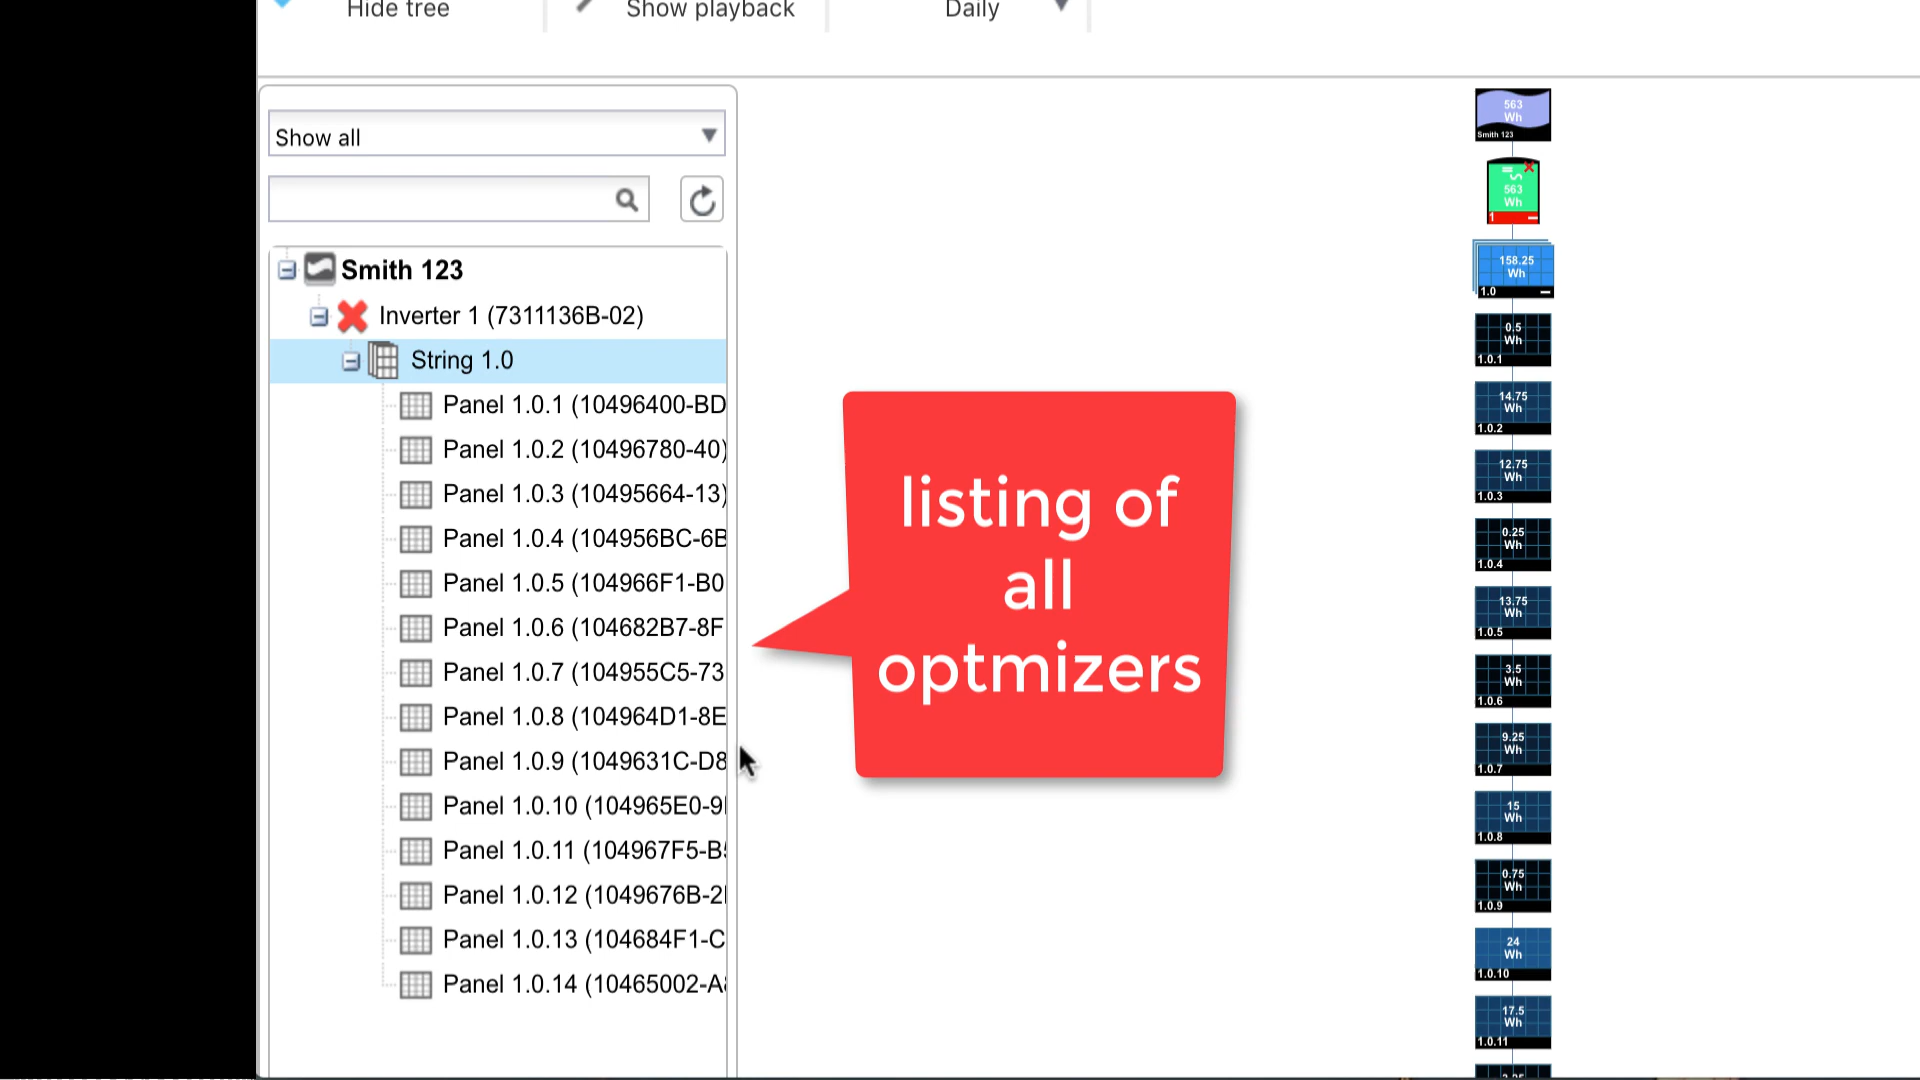 Hide tree
Show playback
Daily
Show all
Smith 123
Inverter 1 (7311136B-02)
String 1.0
Panel 1.0.1 (10496400-BD
Panel 1.0.2 (10496780-40)
Panel 1.0.3 (10495664-13)
Panel 1.0.4 (104956BC-6B
Panel 1.0.5 (104966F1-B0
Panel 1.0.6 (104682B7-8F
Panel 1.0.7 (104955C5-73
Panel 1.0.8 (104964D1-8E
Panel 1.0.9 (1049631C-D8
Panel 1.0.10 (104965E0-9
Panel 1.0.11 (104967F5-B
Panel 1.0.12 (1049676B-2
Panel 1.0.13 (104684F1-C
Panel 1.0.14 (10465002-A
listing of
all
optmizers
563
Wh
Smith 123
563
Wh
1
158.25
Wh
1.0
0.5
Wh
1.0.1
14.75
Wh
1.0.2
12.75
Wh
1.0.3
0.25
Wh
1.0.4
13.75
Wh
1.0.5
3.5
Wh
1.0.6
9.25
Wh
1.0.7
15
Wh
1.0.8
0.75
Wh
1.0.9
24
Wh
1.0.10
17.5
Wh
1.0.11